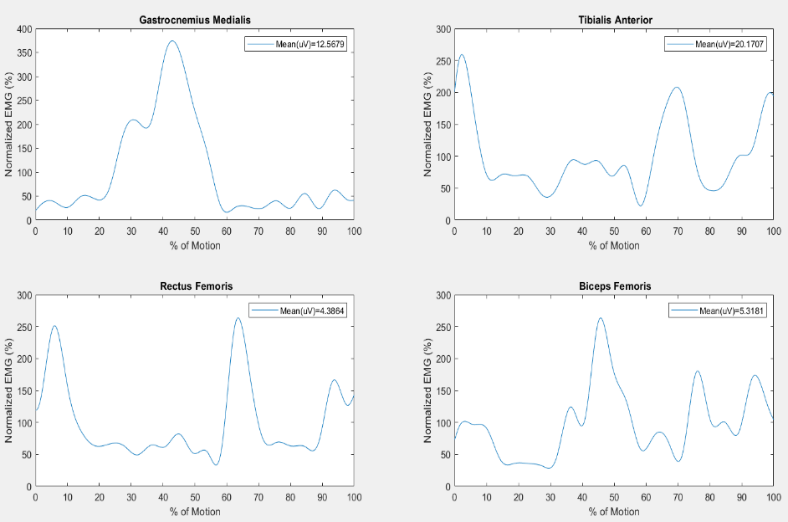 Gastrocnemius Medialis
Normalized EMG (%)
400
350
300
250
200
150
100
50
0
Mean(uV)=12.5679
0 10 20 30 40 50 60 70 80 90 100
% of Motion
Tibialis Anterior
Normalized EMG (%)
300
250
200
150
100
50
0
Mean(uV)=20.1707
0 10 20 30 40 50 60 70 80 90 100
% of Motion
Rectus Femoris
Normalized EMG (%)
300
250
200
150
100
50
0
Mean(uV)=4.3864
0 10 20 30 40 50 60 70 80 90 100
% of Motion
Biceps Femoris
Normalized EMG (%)
300
250
200
150
100
50
0
Mean(uV)=5.3181
0 10 20 30 40 50 60 70 80 90 100
% of Motion